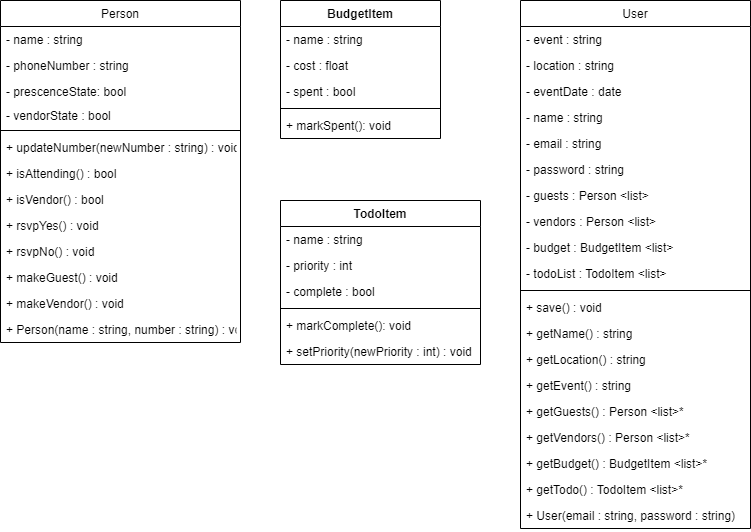 Person
- name : string
- phoneNumber : string
- prescenceState: bool
- vendorState : bool
+ updateNumber(newNumber : string) : voic
+ isAttending() : bool
+ isVendor() : bool
+ rsvpYes() : void
+ rsvpNo() : void
+ makeGuest() : void
+ makeVendor() : void
+ Person(name : string, number : string) : v
BudgetItem
- name : string
- cost : float
- spent : bool
+ markSpent(): void
TodoItem
- name : string
- priority : int
- complete : bool
+ markComplete(): void
+ setPriority(newPriority : int) : void
User
- event : string
- location : string
- eventDate : date
- name : string
- email : string
- password : string
- guests : Person <list>
- vendors : Person <list>
- budget : BudgetItem <list>
- todoList : TodoItem <list>
+ save() : void
+ getName() : string
+ getLocation() : string
+ getEvent() : string
+ getGuests() : Person <list>*
+ getVendors() : Person <list>*
+ getBudget() : BudgetItem <list>*
+ getTodo() : TodoItem <list>*
+ User(email : string, password : string)